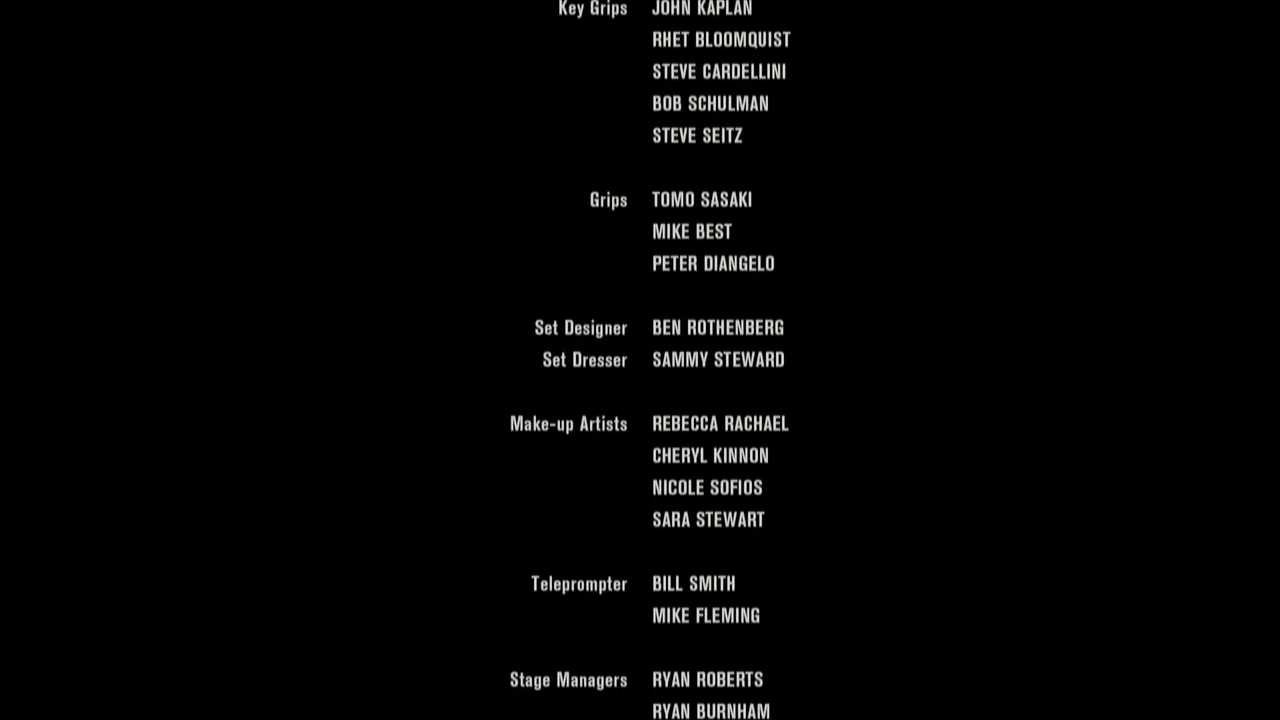 Key Grips JOHN KAPLAN
RHET BLOOMQUIST
STEVE CARDELLINI
BOB SCHULMAN
STEVE SEITZ
Grips TOMO SASAKI
MIKE BEST
PETER DIANGELO
Set Designer BEN ROTHENBERG
Set Dresser SAMMY STEWARD
Make-up Artists REBECCA RACHAEL
CHERYL KINNON
NICOLE SOFIOS
SARA STEWART
Teleprompter BILL SMITH
MIKE FLEMING
Stage Managers RYAN ROBERTS
RYAN BURNHAM